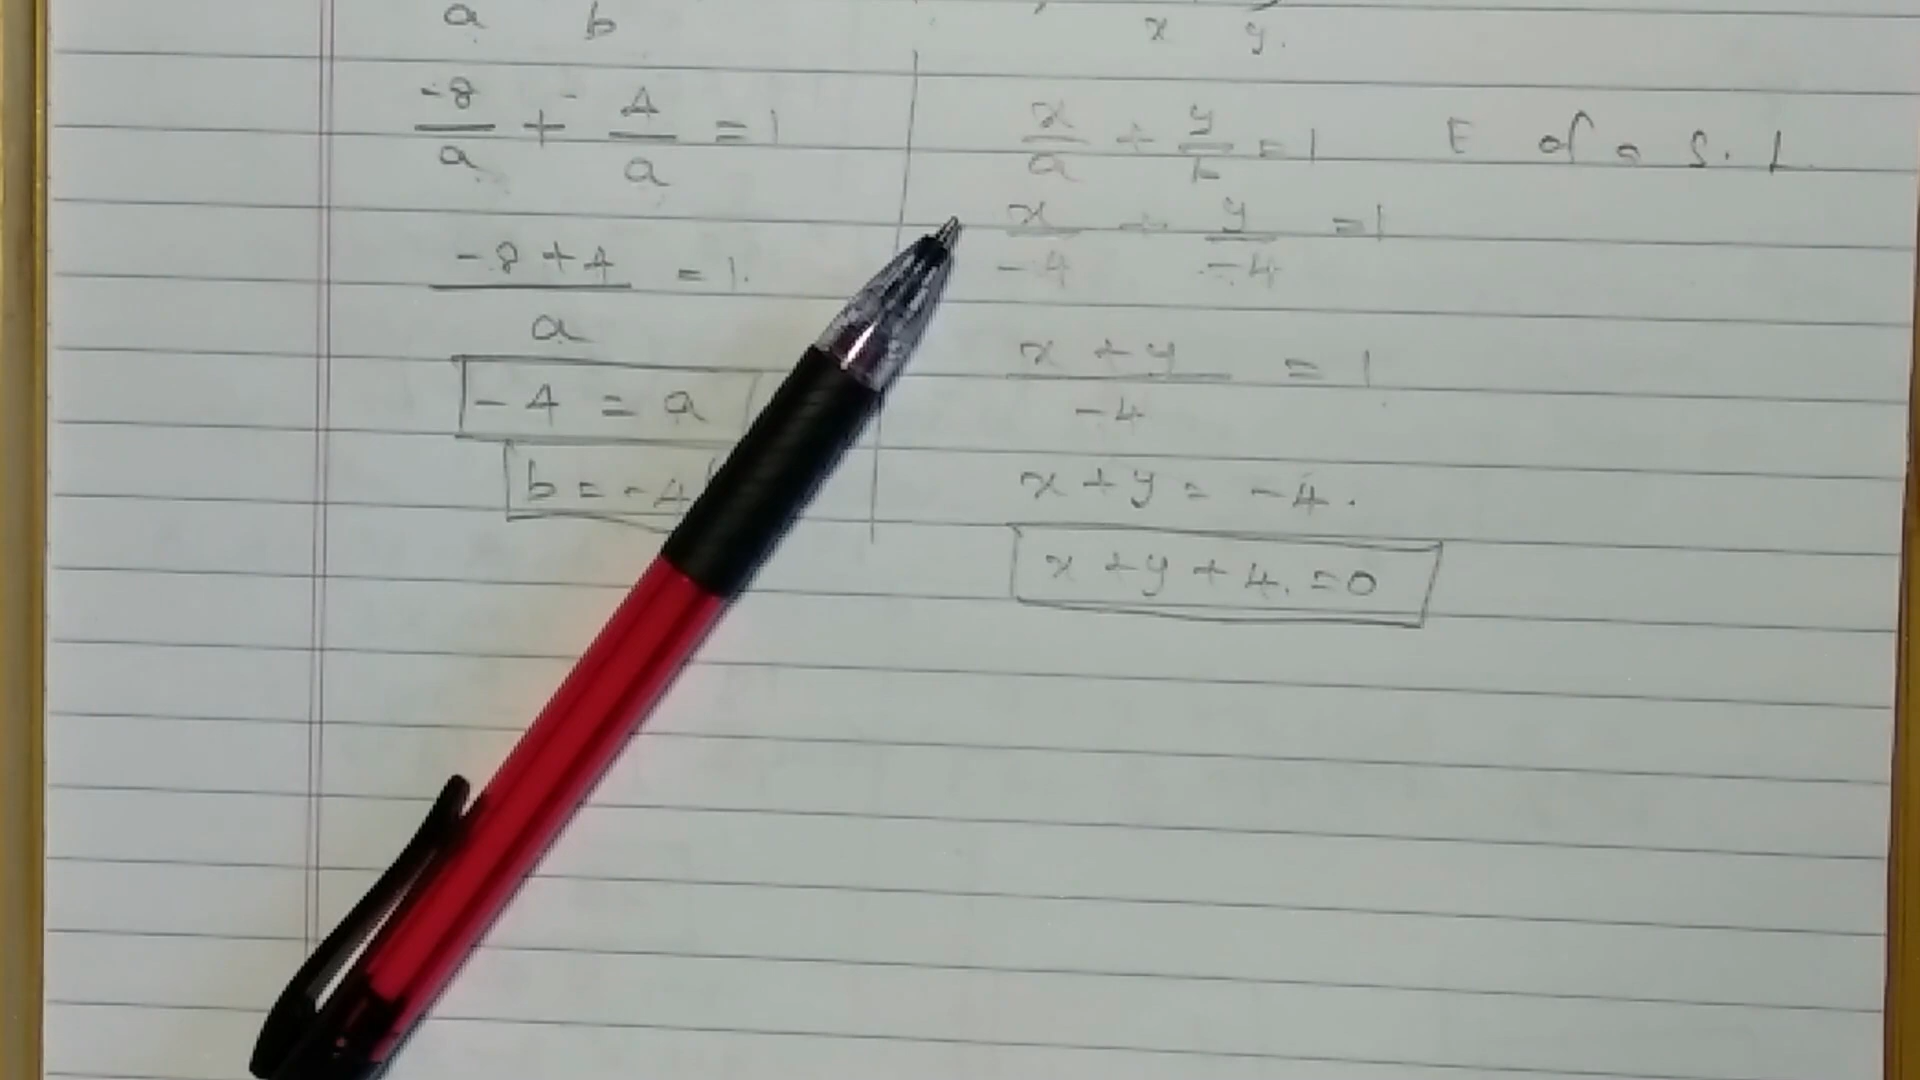 a b
-8/a + 4/a = 1
(-8 + 4)/a = 1.
-4 = a
b = -4
x y.
x/a + y/b = 1 E of a S. L.
x/-4 + y/-4 = 1
(x + y)/-4 = 1
x + y = -4.
x + y + 4. = 0